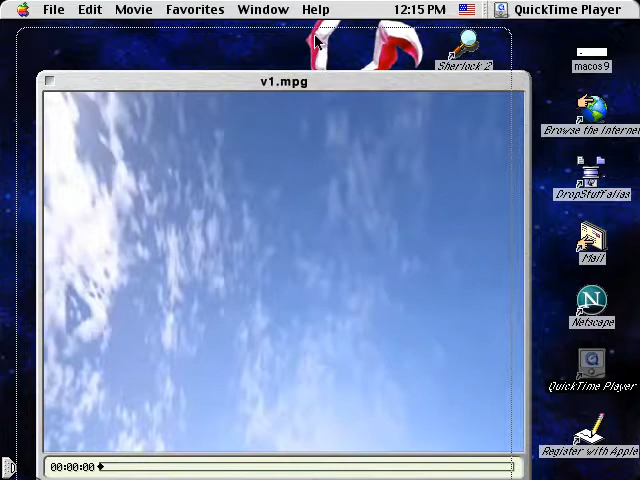 File Edit Movie Favorites Window Help 12:15 PM QuickTime Player
Sherlock 2
macos9
v1.mpg
Browse the Internet
DropStuff alias
Mail
N
Netscape
QuickTime Player
Register with Apple
00:00:00